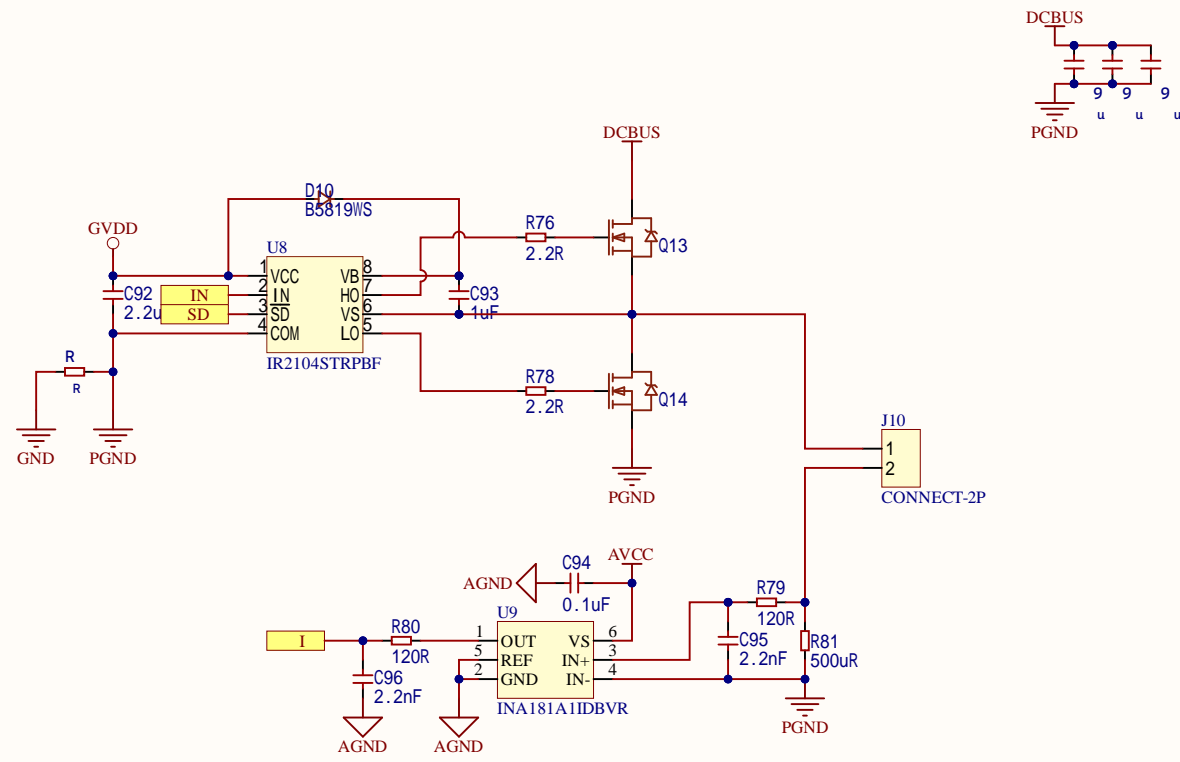 DCBUS
9 9 9
u u u
PGND
DCBUS
D10
B5819WS
GVDD
U8
R76
2.2R
Q13
1 VCC VB 8
2 IN HO 7
3 SD VS 6
4 COM LO 5
C92
2.2u
IN
SD
C93
1uF
IR2104STRPBF
R
R
GND
PGND
R78
2.2R
Q14
PGND
J10
1
2
CONNECT-2P
AVCC
C94
AGND
0.1uF
U9
R79
120R
I
R80
120R
1 OUT VS 6
5 REF IN+ 3
2 GND IN- 4
C95
2.2nF
R81
500uR
C96
2.2nF
INA181A1IDBVR
PGND
AGND
AGND